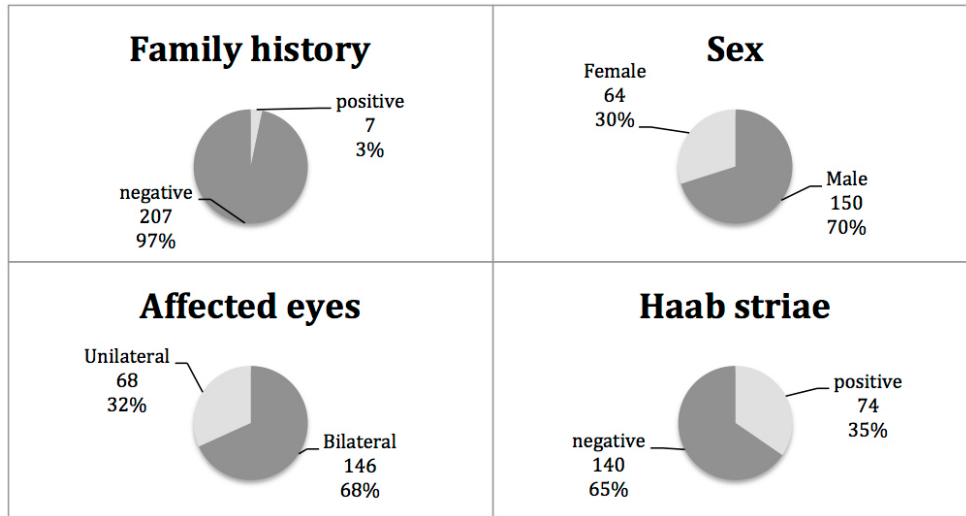 Family history
positive
7
3%
negative
207
97%
Sex
Female
64
30%
Male
150
70%
Affected eyes
Unilateral
68
32%
Bilateral
146
68%
Haab striae
positive
74
35%
negative
140
65%